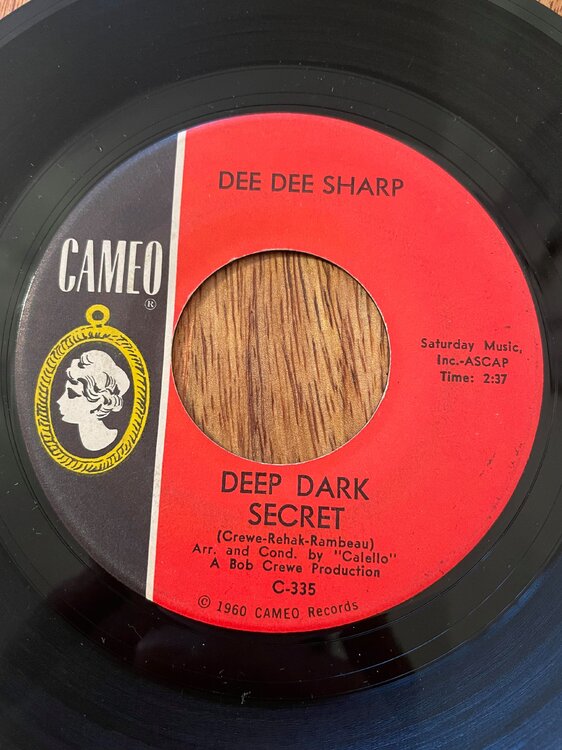 DEE DEE SHARP
CAMEO
®
Saturday Music,
Inc.-ASCAP
Time: 2:37
DEEP DARK
SECRET
(Crewe-Rehak-Rambeau)
Arr. and Cond. by "Calello"
A Bob Crewe Production
C-335
© 1960 CAMEO Records